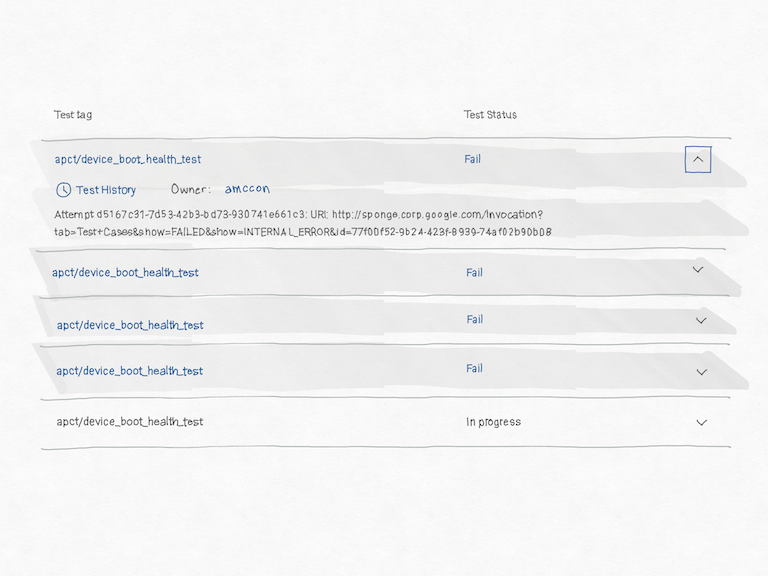 Test tag Test Status
apct/device_boot_health_test Fail
Test History Owner: amccon
Attempt d5167c31-7d53-42b3-bd73-930741e661c3: URI: http://sponge.corp.google.com/invocation?
tab=Test+Cases&show=FAILED&show=INTERNAL_ERROR&id=77f00f52-9b24-423f-8939-74af02b90b08
apct/device_boot_health_test Fail
apct/device_boot_health_test Fail
apct/device_boot_health_test Fail
apct/device_boot_health_test In progress